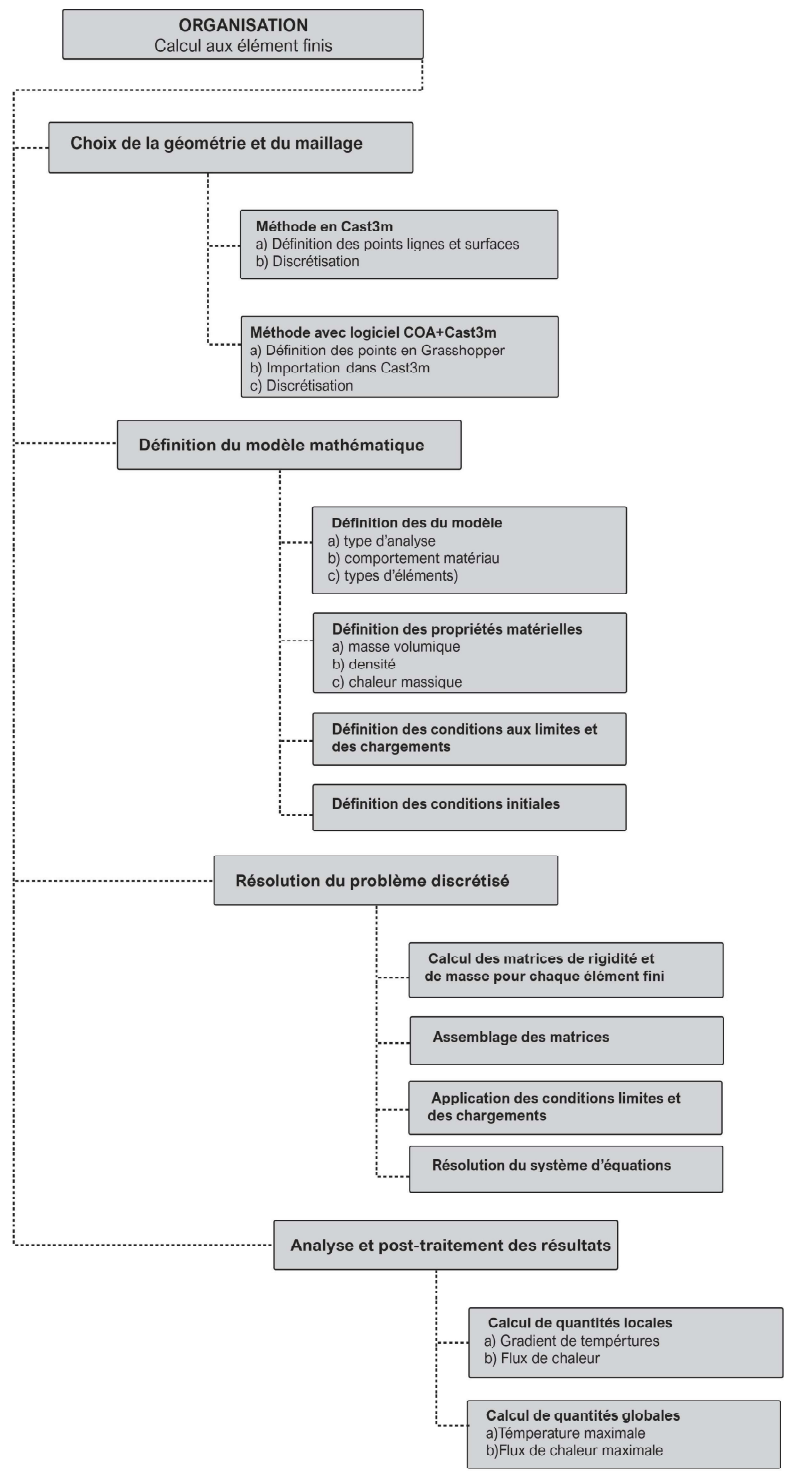 ORGANISATION
Calcul aux élément finis
Choix de la géométrie et du maillage
Méthode en Cast3m
a) Définition des points lignes et surfaces
b) Discrétisation
Méthode avec logiciel COA+Cast3m
a) Définition des points en Grasshopper
b) Importation dans Cast3m
c) Discrétisation
Définition du modèle mathématique
Définition des du modèle
a) type d'analyse
b) comportement matériau
c) types d'éléments)
Définition des propriétés matérielles
a) masse volumique
b) densité
c) chaleur massique
Définition des conditions aux limites et
des chargements
Définition des conditions initiales
Résolution du problème discrétisé
Calcul des matrices de rigidité et
de masse pour chaque élément fini
Assemblage des matrices
Application des conditions limites et
des chargements
Résolution du système d'équations
Analyse et post-traitement des résultats
Calcul de quantités locales
a) Gradient de tempértures
b) Flux de chaleur
Calcul de quantités globales
a)Témperature maximale
b)Flux de chaleur maximale